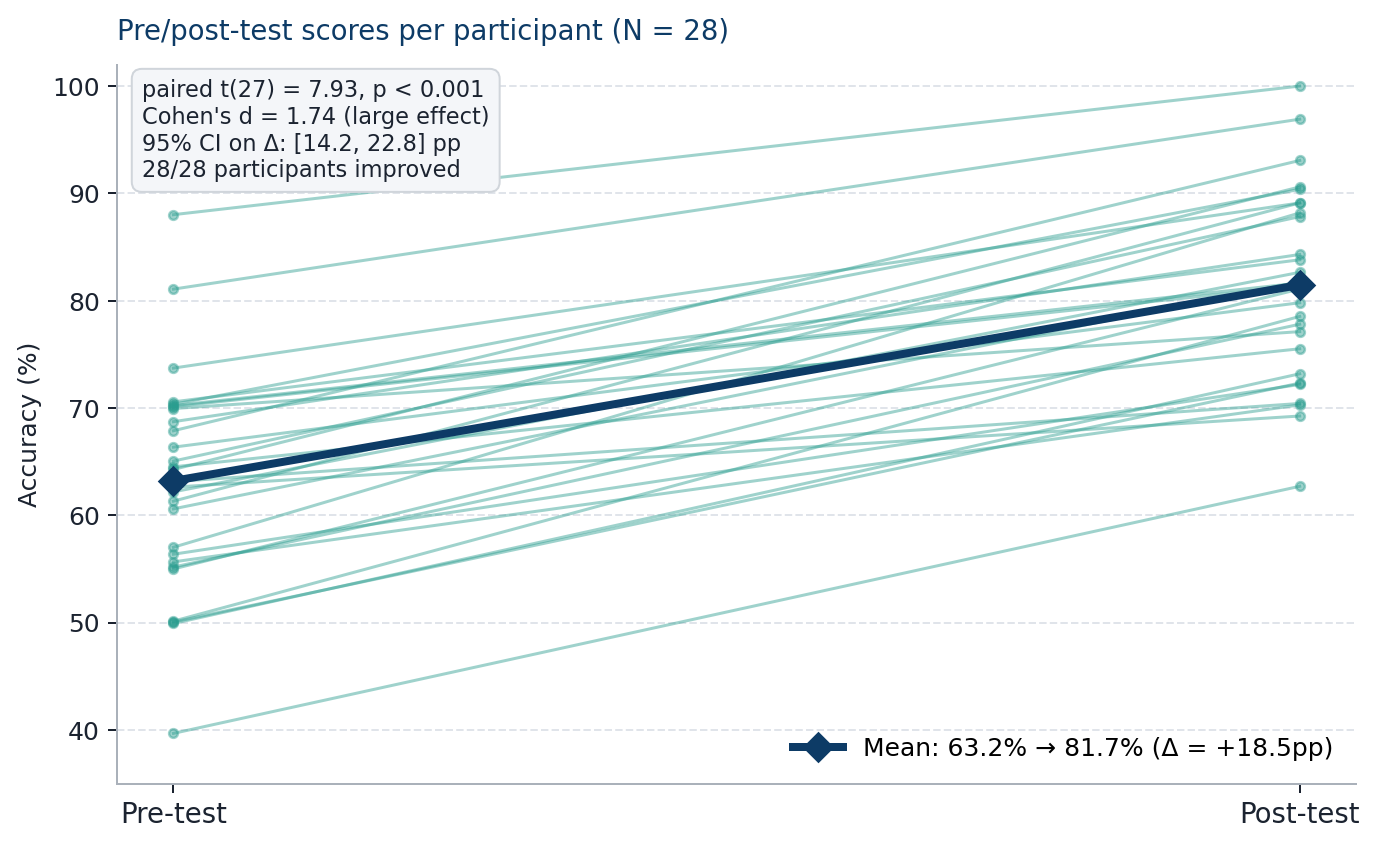 Pre/post-test scores per participant (N = 28)
paired t(27) = 7.93, p < 0.001
Cohen's d = 1.74 (large effect)
95% CI on Δ: [14.2, 22.8] pp
28/28 participants improved
Accuracy (%)
100
90
80
70
60
50
40
Mean: 63.2% → 81.7% (Δ = +18.5pp)
Pre-test
Post-test